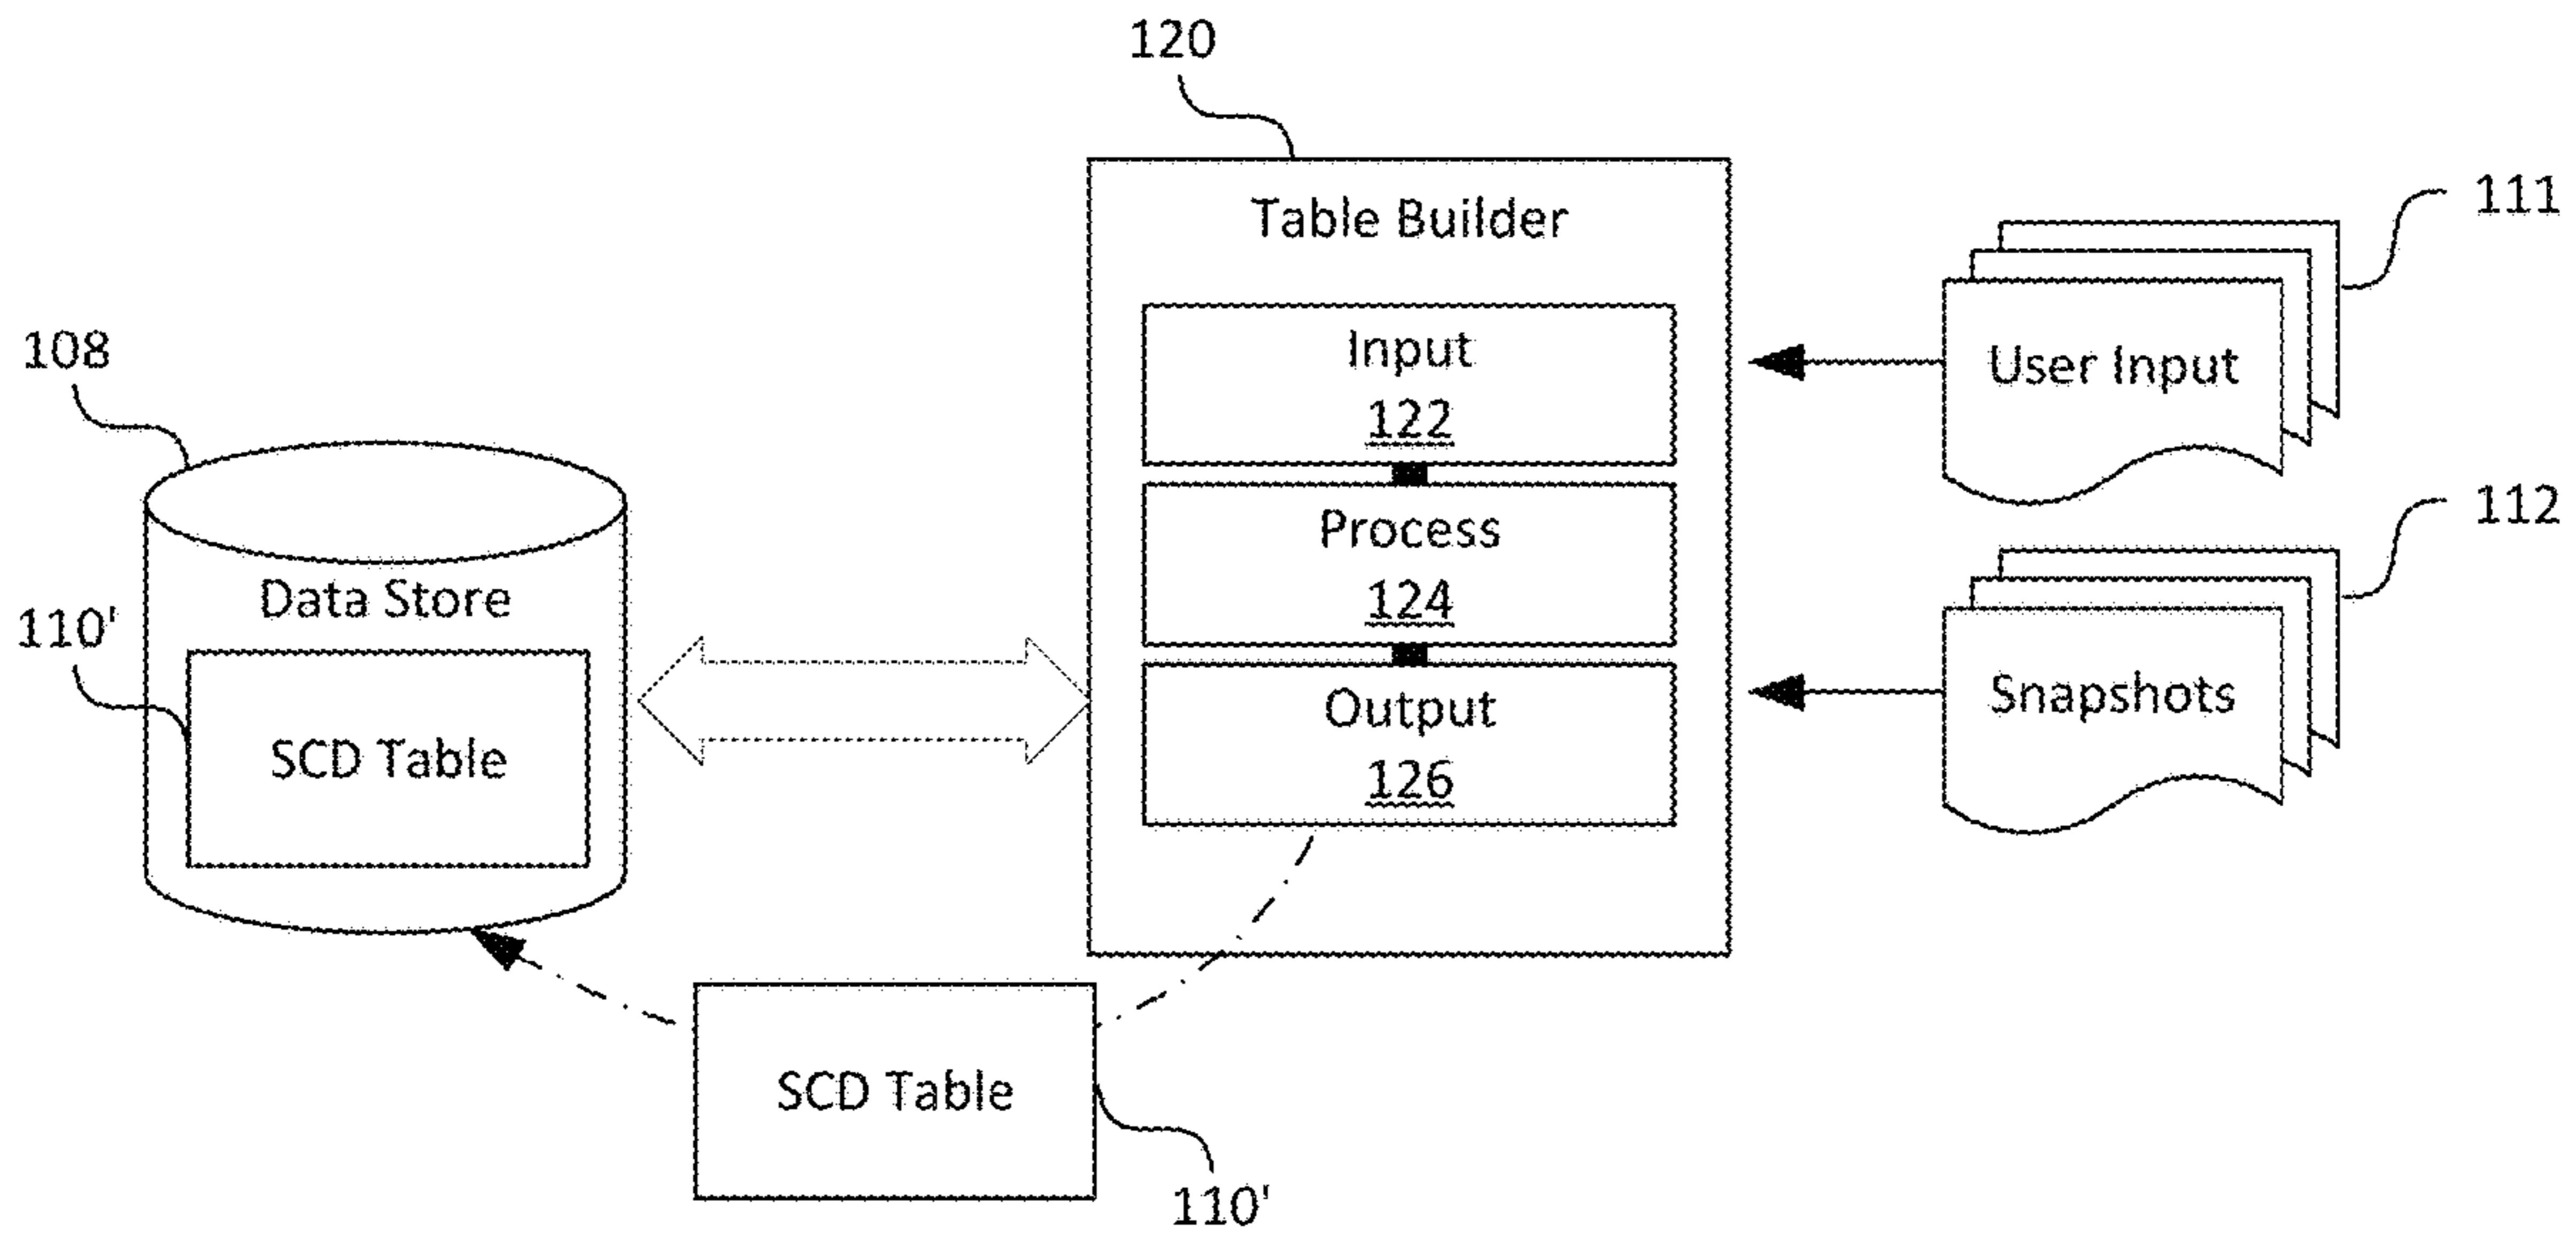 120
Table Builder
111
Input
122
User Input
108
Process
124
112
Data Store
110'
SCD Table
Output
126
Snapshots
SCD Table
110'